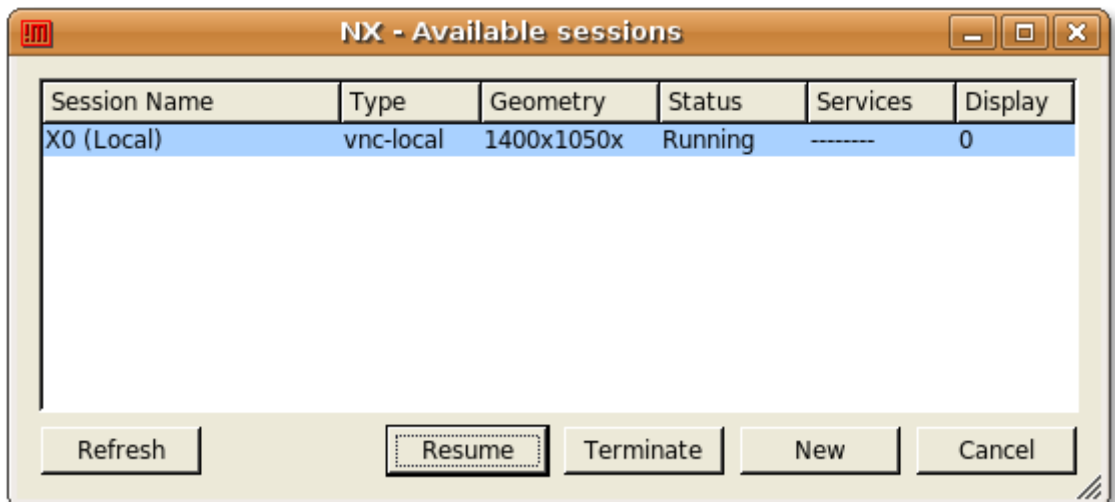 !M NX - Available sessions
Session Name Type Geometry Status Services Display
X0 (Local) vnc-local 1400x1050x Running -------- 0
Refresh Resume Terminate New Cancel